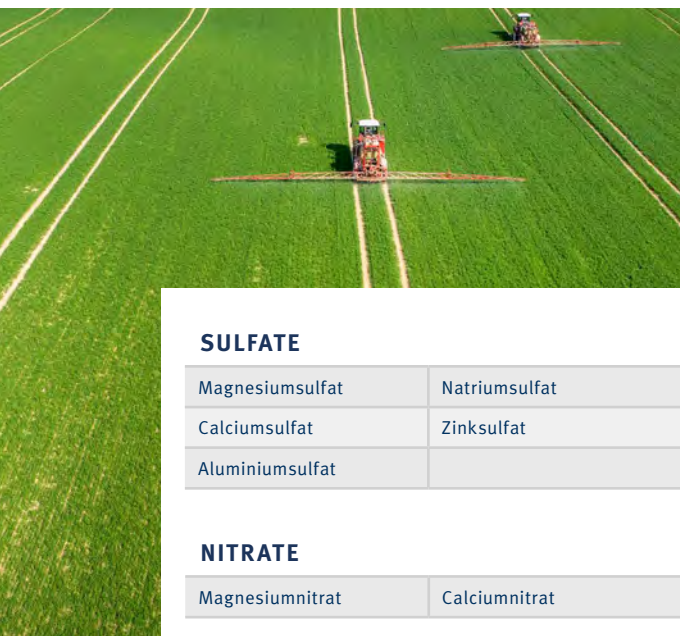 SULFATE
Magnesiumsulfat Natriumsulfat
Calciumsulfat Zinksulfat
Aluminiumsulfat
NITRATE
Magnesiumnitrat Calciumnitrat